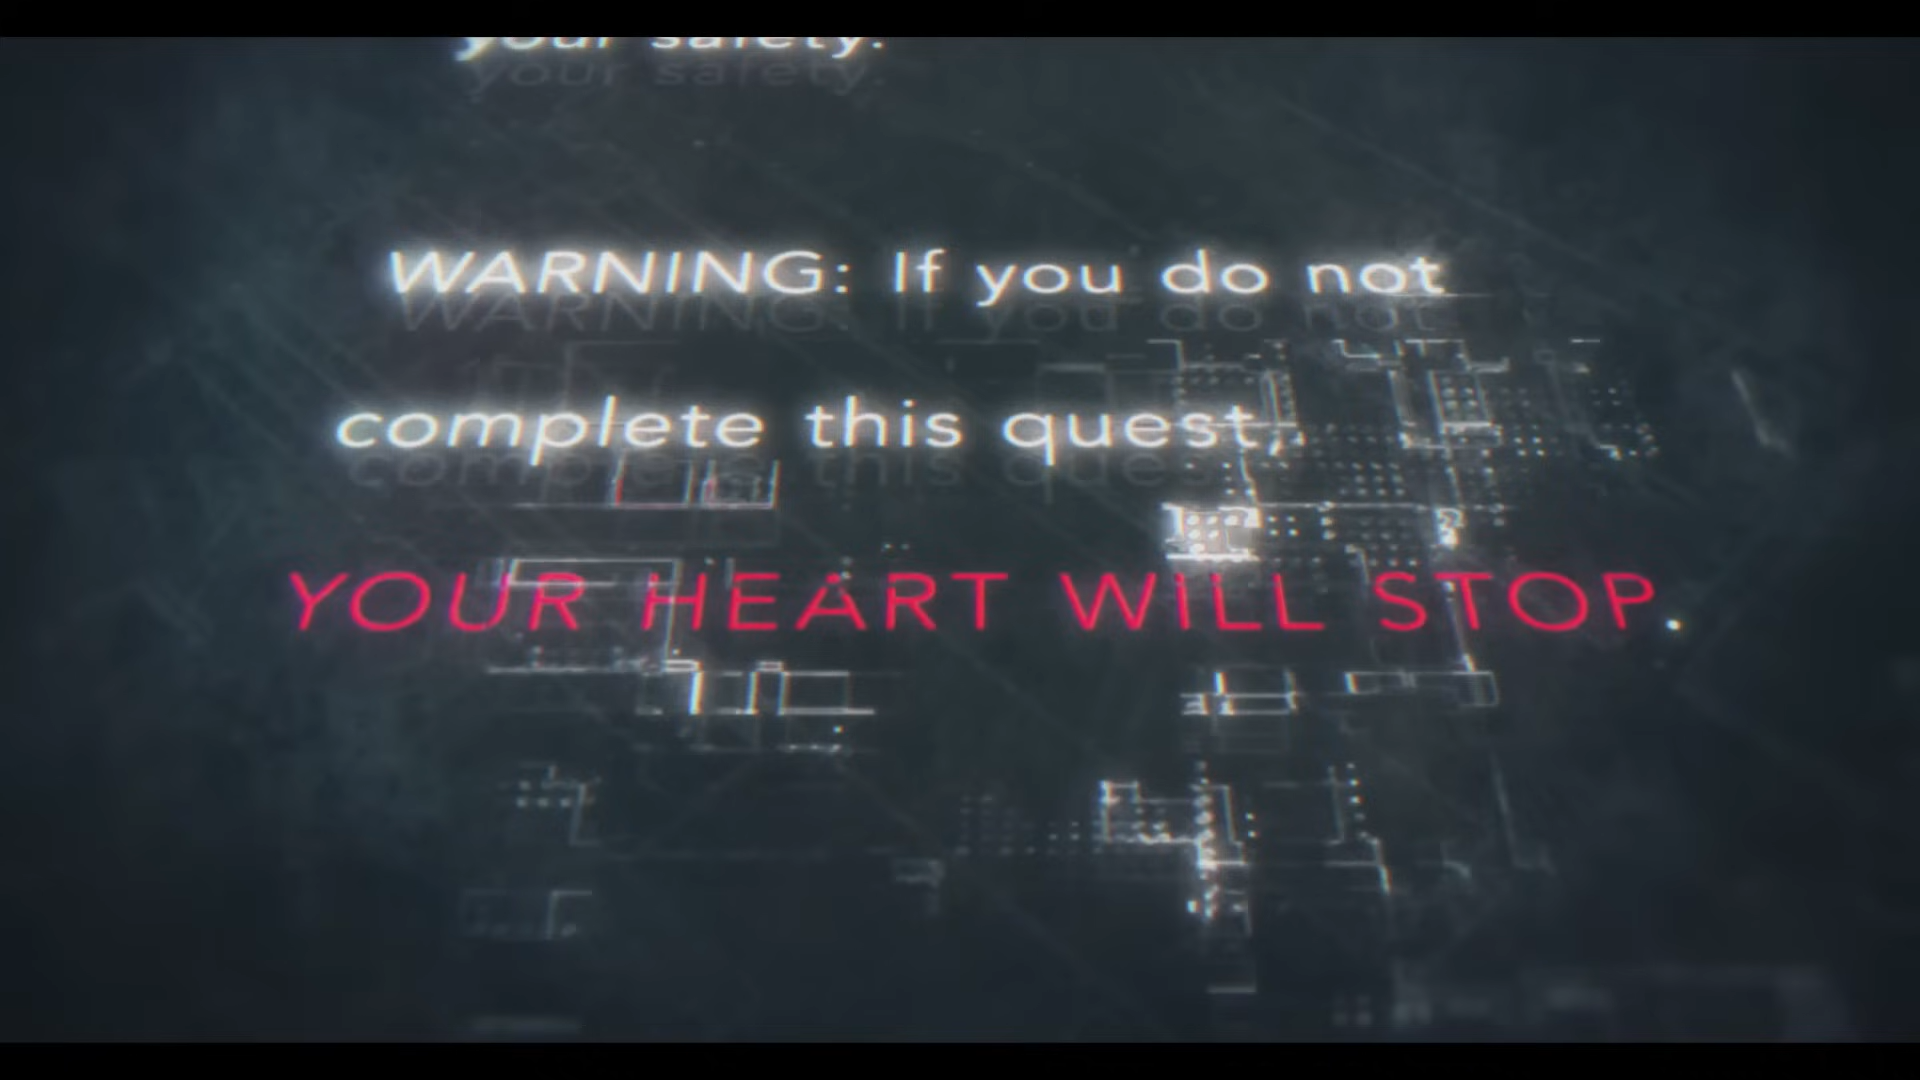 your safety.
WARNING: If you do not
complete this quest,
YOUR HEART WILL STOP.